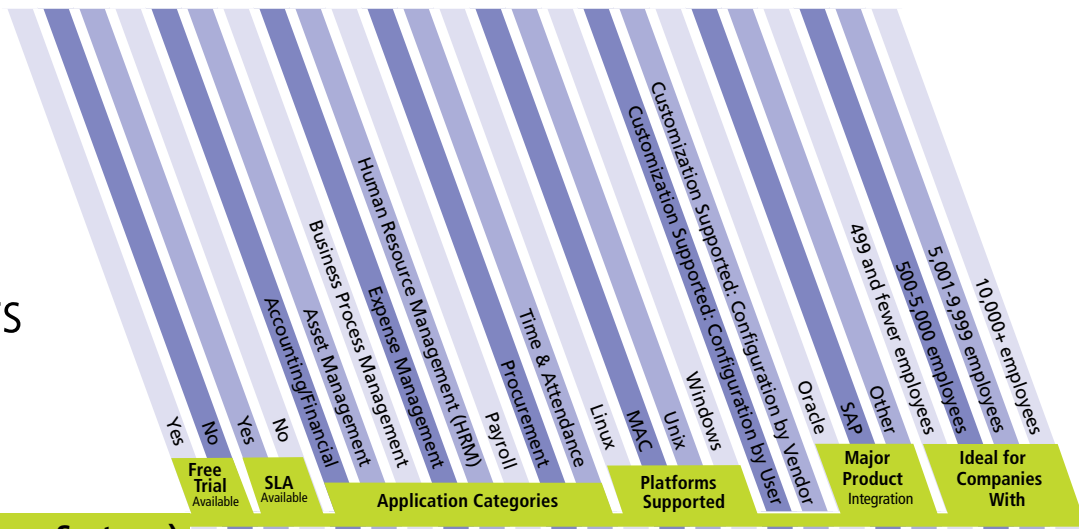 Yes
No
Yes
No
Accounting/Financial
Asset Management
Business Process Management
Expense Management
Human Resource Management (HRM)
Payroll
Procurement
Time & Attendance
Linux
MAC
Unix
Windows
Customization Supported: Configuration by User
Customization Supported: Configuration by Vendor
Oracle
SAP
Other
499 and fewer employees
500-5,000 employees
5,001-9,999 employees
10,000+ employees
Free
Trial
Available
SLA
Available
Application Categories
Platforms
Supported
Major
Product
Integration
Ideal for
Companies
With